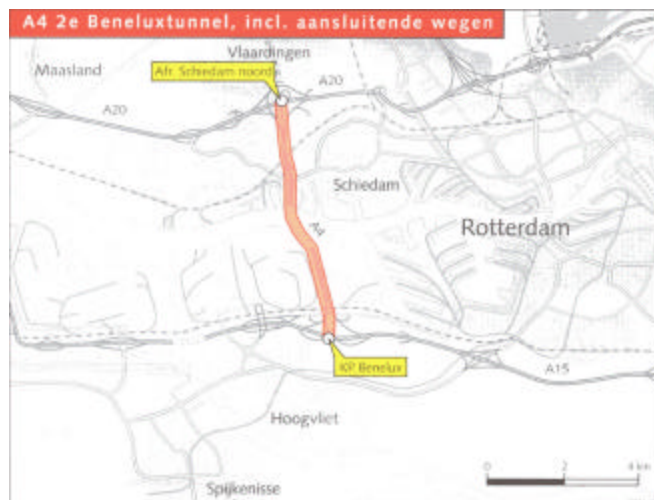 A4 2e Beneluxtunnel, incl. aansluitende wegen
Vlaardingen
Maasland
Afr. Schiedam noord
A20
A20
Schiedam
A4
Rotterdam
KP Benelux
A15
Hoogvliet
Spijkenisse
0 2 4 km